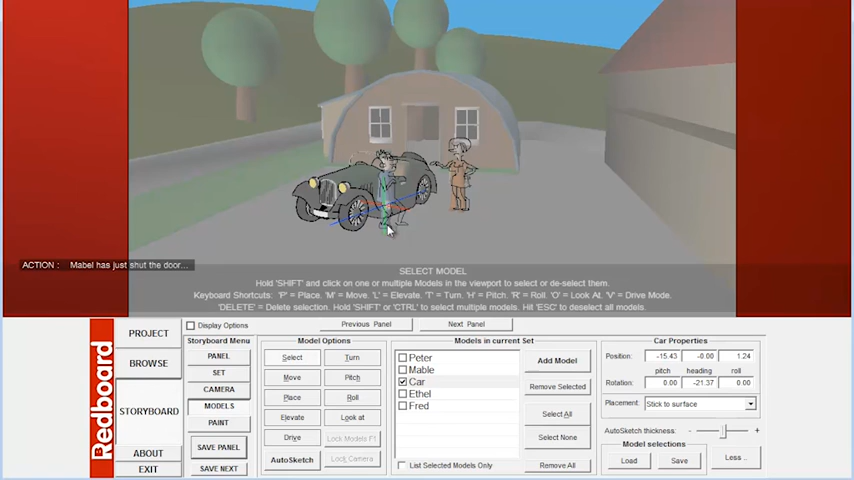 ACTION : Mabel has just shut the door...
SELECT MODEL
Hold 'SHIFT' and click on one or multiple Models in the viewport to select or de-select them.
Keyboard Shortcuts: 'P' = Place. 'M' = Move. 'L' = Elevate. 'T' = Turn. 'H' = Pitch. 'R' = Roll. 'O' = Look At. 'V' = Drive Mode.
'DELETE' = Delete selection. Hold 'SHIFT' or 'CTRL' to select multiple models. Hit 'ESC' to deselect all models.
Redboard
PROJECT
BROWSE
STORYBOARD
ABOUT
EXIT
Display Options
Previous Panel
Next Panel
Storyboard Menu
PANEL
SET
CAMERA
MODELS
PAINT
SAVE PANEL
SAVE NEXT
Model Options
Select
Turn
Move
Pitch
Place
Roll
Elevate
Look at
Drive
Lock Models F1
AutoSketch
Lock Camera
Models in current Set
Peter
Mable
Car
Ethel
Fred
List Selected Models Only
Add Model
Remove Selected
Select All
Select None
Remove All
Car Properties
Position: -15.43 -0.00 1.24
pitch heading roll
Rotation: 0.00 -21.37 0.00
Placement: Stick to surface
AutoSketch thickness: - +
Model selections
Load
Save
Less ..